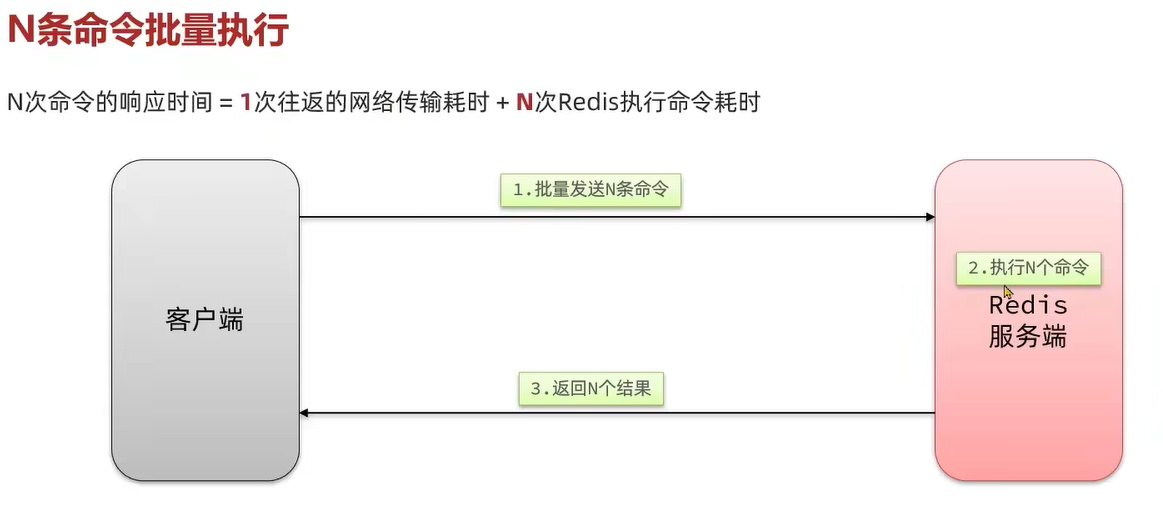 N条命令批量执行
N次命令的响应时间 = 1次往返的网络传输耗时 + N次Redis执行命令耗时
1.批量发送N条命令
2.执行N个命令
客户端
Redis
服务端
3.返回N个结果